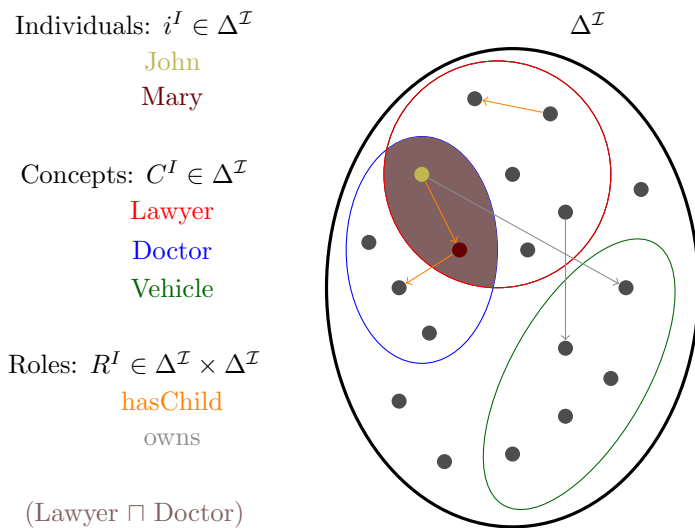 Individuals: i^I ∈ Δ^ℐ
John
Mary
Concepts: C^I ∈ Δ^ℐ
Lawyer
Doctor
Vehicle
Roles: R^I ∈ Δ^ℐ × Δ^ℐ
hasChild
owns
(Lawyer ⊓ Doctor)
Δ^ℐ